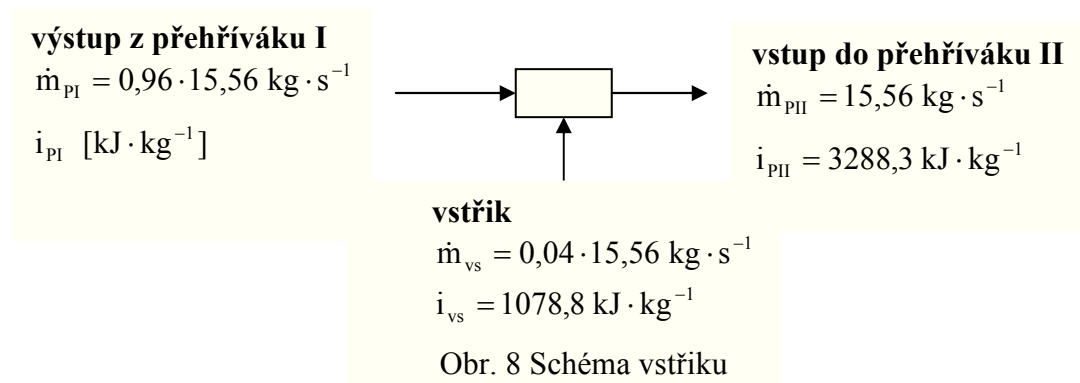 výstup z přehříváku I
ṁ_PI = 0,96 · 15,56 kg · s⁻¹
i_PI [kJ · kg⁻¹]
vstup do přehříváku II
ṁ_PII = 15,56 kg · s⁻¹
i_PII = 3288,3 kJ · kg⁻¹
vstřik
ṁ_vs = 0,04 · 15,56 kg · s⁻¹
i_vs = 1078,8 kJ · kg⁻¹
Obr. 8 Schéma vstřiku